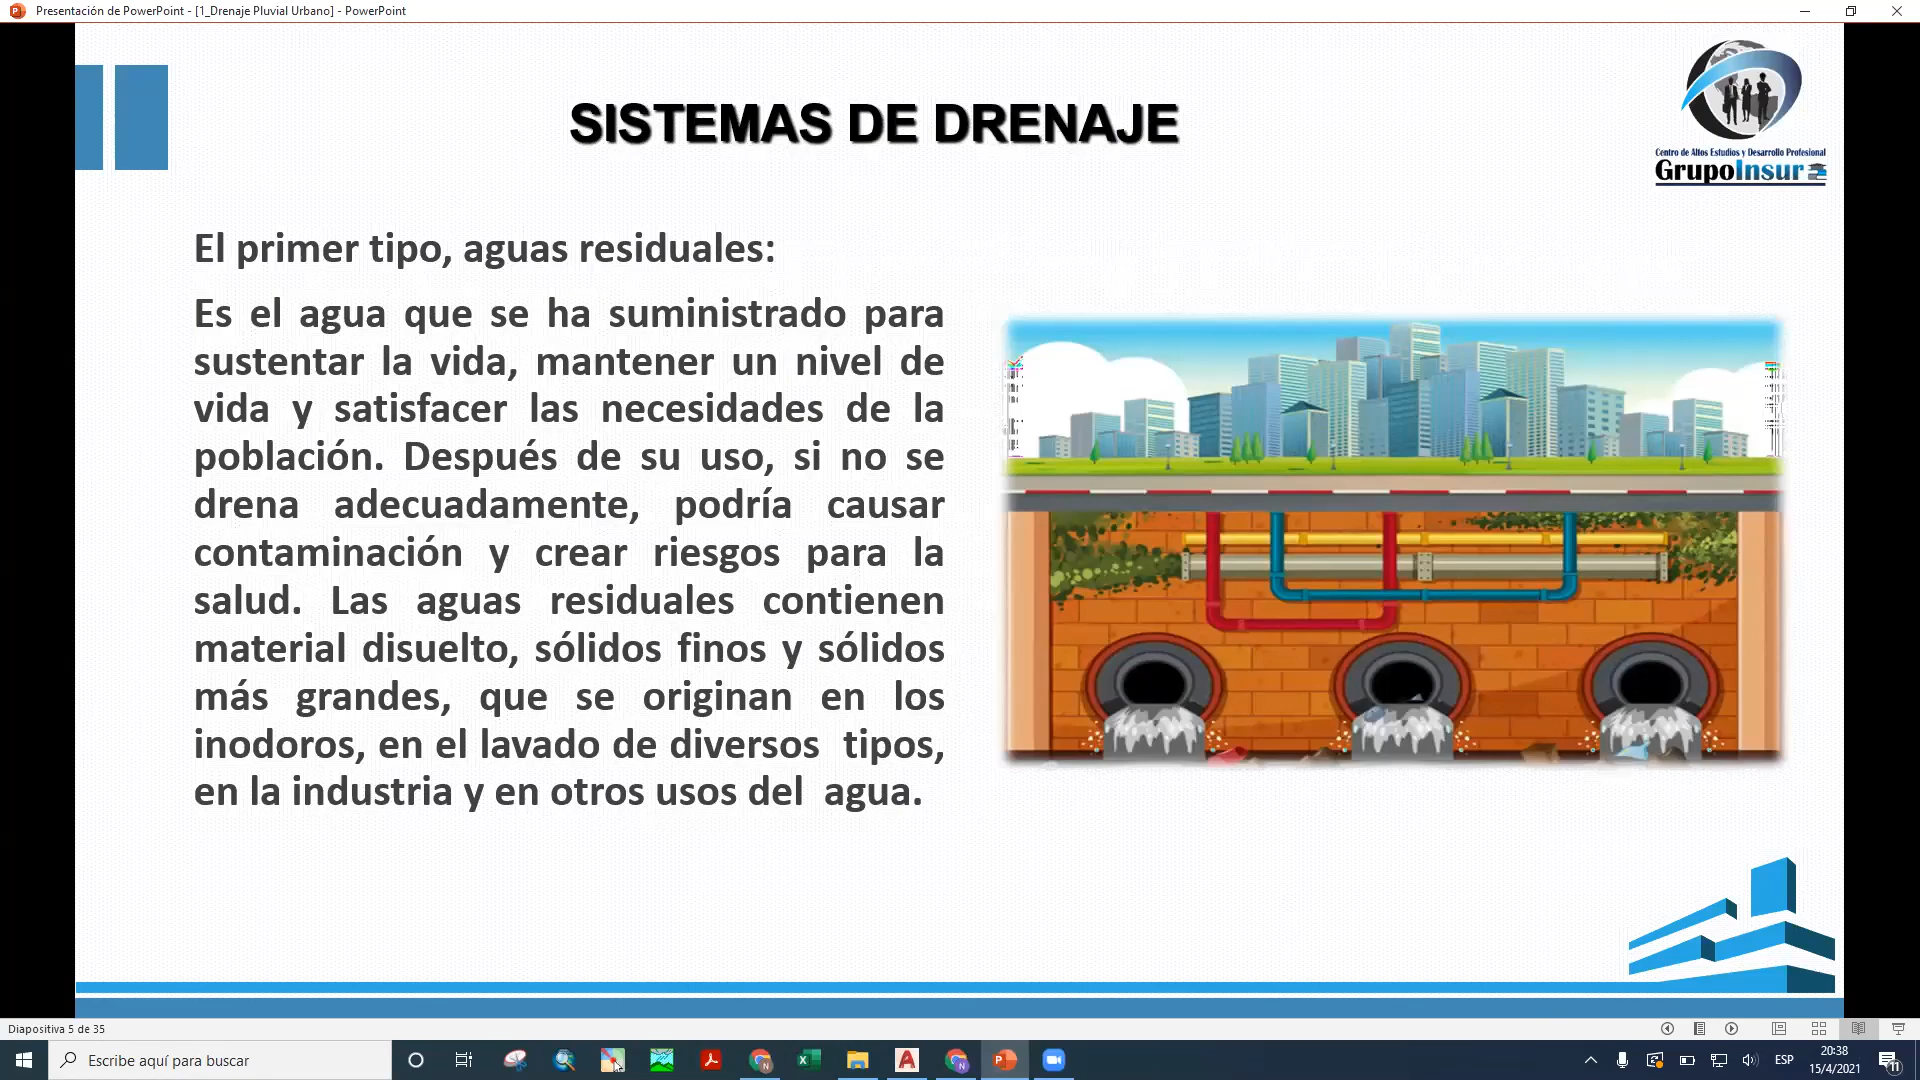 Presentación de PowerPoint - [1_Drenaje Pluvial Urbano] - PowerPoint
SISTEMAS DE DRENAJE
Centro de Altos Estudios y Desarrollo Profesional
GrupoInsur
El primer tipo, aguas residuales:
Es el agua que se ha suministrado para
sustentar la vida, mantener un nivel de
vida y satisfacer las necesidades de la
población. Después de su uso, si no se
drena adecuadamente, podría causar
contaminación y crear riesgos para la
salud. Las aguas residuales contienen
material disuelto, sólidos finos y sólidos
más grandes, que se originan en los
inodoros, en el lavado de diversos tipos,
en la industria y en otros usos del agua.
Diapositiva 5 de 35
Escribe aquí para buscar
ESP
20:38
15/4/2021
11